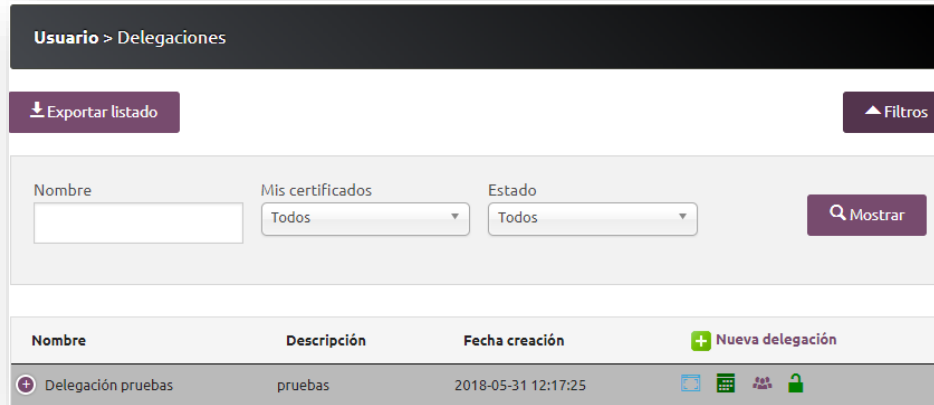 Usuario > Delegaciones
Exportar listado
Filtros
Nombre Mis certificados Estado
Todos Todos Mostrar
Nombre Descripción Fecha creación Nueva delegación
Delegación pruebas pruebas 2018-05-31 12:17:25